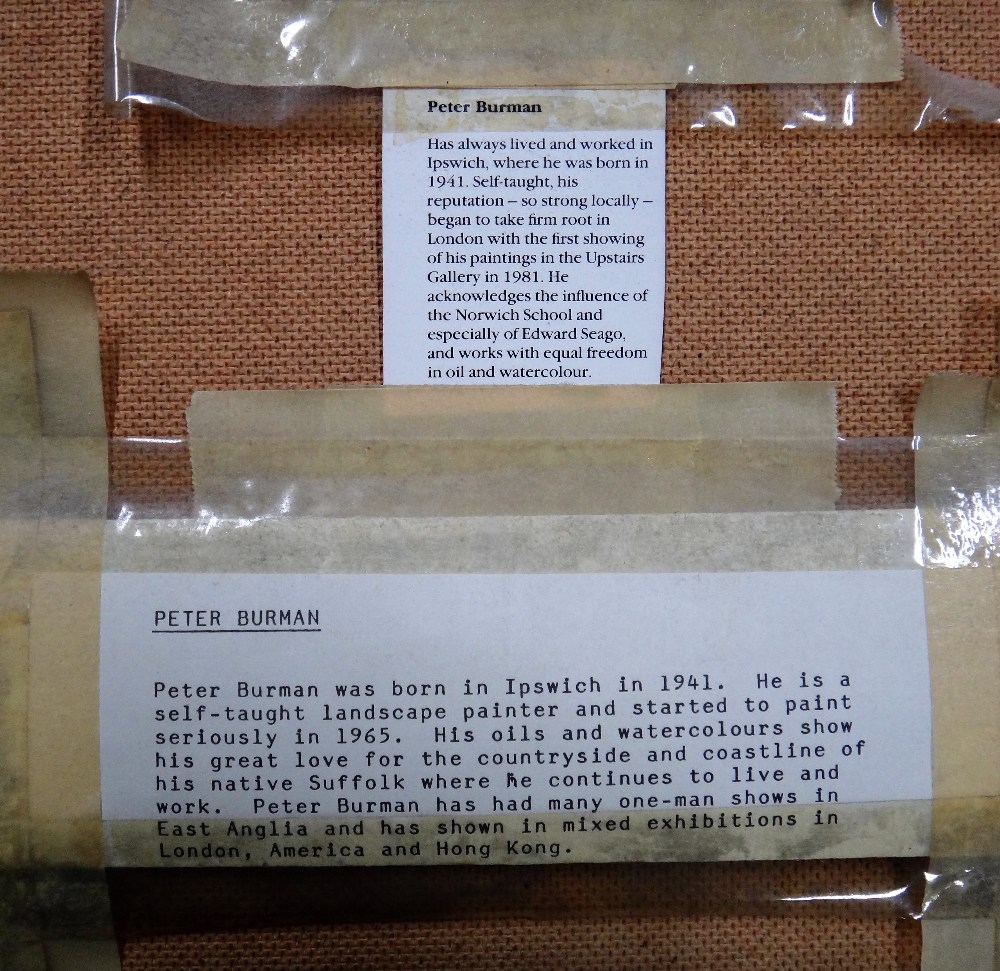 Peter Burman
Has always lived and worked in
Ipswich, where he was born in
1941. Self-taught, his
reputation – so strong locally –
began to take firm root in
London with the first showing
of his paintings in the Upstairs
Gallery in 1981. He
acknowledges the influence of
the Norwich School and
especially of Edward Seago,
and works with equal freedom
in oil and watercolour.
PETER BURMAN
Peter Burman was born in Ipswich in 1941. He is a
self-taught landscape painter and started to paint
seriously in 1965. His oils and watercolours show
his great love for the countryside and coastline of
his native Suffolk where he continues to live and
work. Peter Burman has had many one-man shows in
East Anglia and has shown in mixed exhibitions in
London, America and Hong Kong.